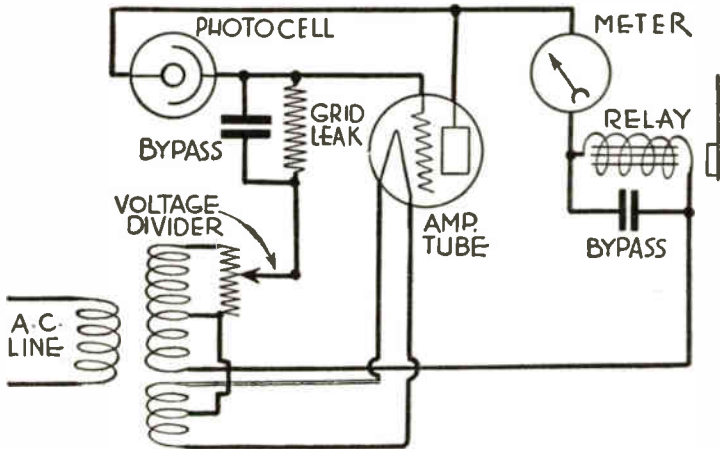 PHOTOCELL
METER
BYPASS
GRID
LEAK
RELAY
VOLTAGE
DIVIDER
AMP.
TUBE
BYPASS
A.C.
LINE